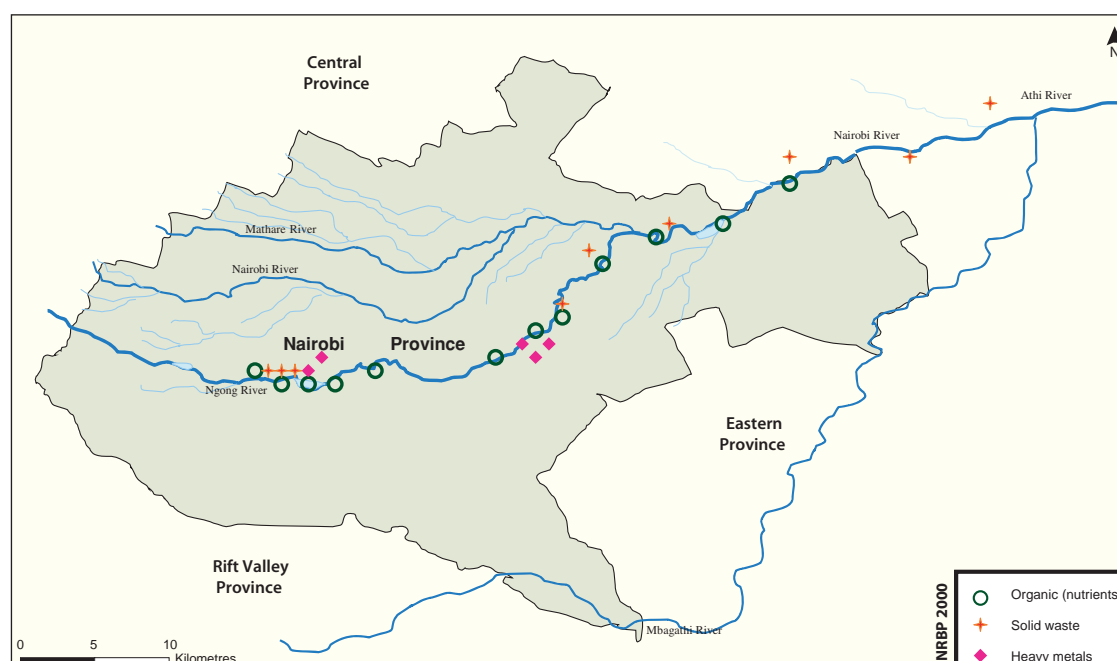 Central
Province
N
Athi River
Nairobi River
Mathare River
Nairobi River
Nairobi Province
Ngong River
Eastern
Province
Rift Valley
Province
Mbagathi River
NRBP 2000
Organic (nutrients
Solid waste
Heavy metals
0 5 10
Kilometres